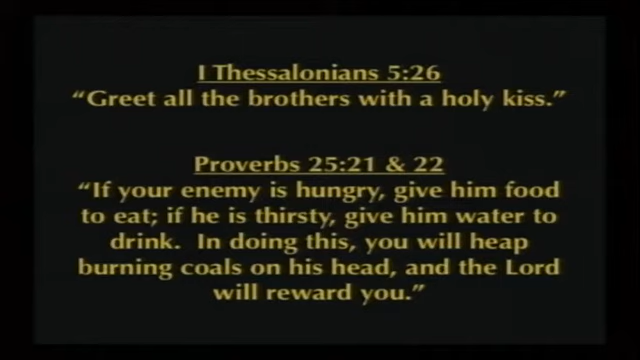 I Thessalonians 5:26
“Greet all the brothers with a holy kiss.”
Proverbs 25:21 & 22
“If your enemy is hungry, give him food
to eat; if he is thirsty, give him water to
drink.  In doing this, you will heap
burning coals on his head, and the Lord
will reward you.”